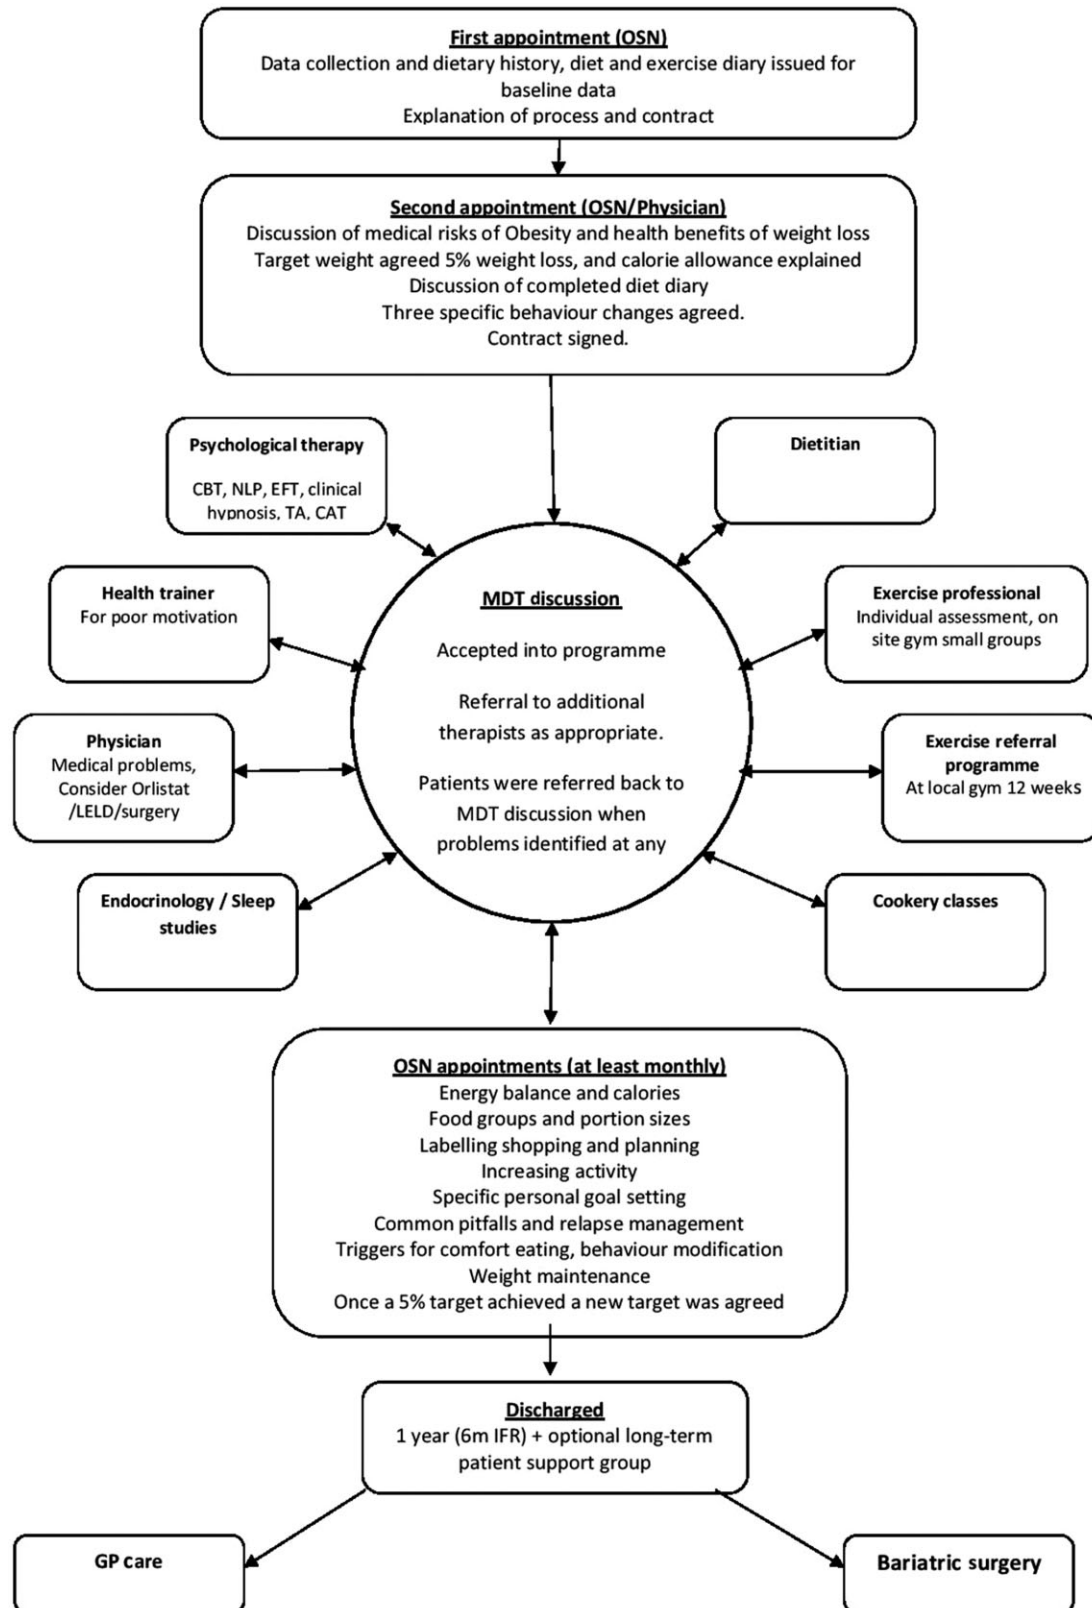 First appointment (OSN)
Data collection and dietary history, diet and exercise diary issued for
baseline data
Explanation of process and contract
Second appointment (OSN/Physician)
Discussion of medical risks of Obesity and health benefits of weight loss
Target weight agreed 5% weight loss, and calorie allowance explained
Discussion of completed diet diary
Three specific behaviour changes agreed.
Contract signed.
Psychological therapy
CBT, NLP, EFT, clinical
hypnosis, TA, CAT
Dietitian
Health trainer
For poor motivation
MDT discussion
Accepted into programme
Referral to additional
therapists as appropriate.
Patients were referred back to
MDT discussion when
problems identified at any
Exercise professional
Individual assessment, on
site gym small groups
Physician
Medical problems,
Consider Orlistat
/LELD/surgery
Exercise referral
programme
At local gym 12 weeks
Endocrinology / Sleep
studies
Cookery classes
OSN appointments (at least monthly)
Energy balance and calories
Food groups and portion sizes
Labelling shopping and planning
Increasing activity
Specific personal goal setting
Common pitfalls and relapse management
Triggers for comfort eating, behaviour modification
Weight maintenance
Once a 5% target achieved a new target was agreed
Discharged
1 year (6m IFR) + optional long-term
patient support group
GP care
Bariatric surgery